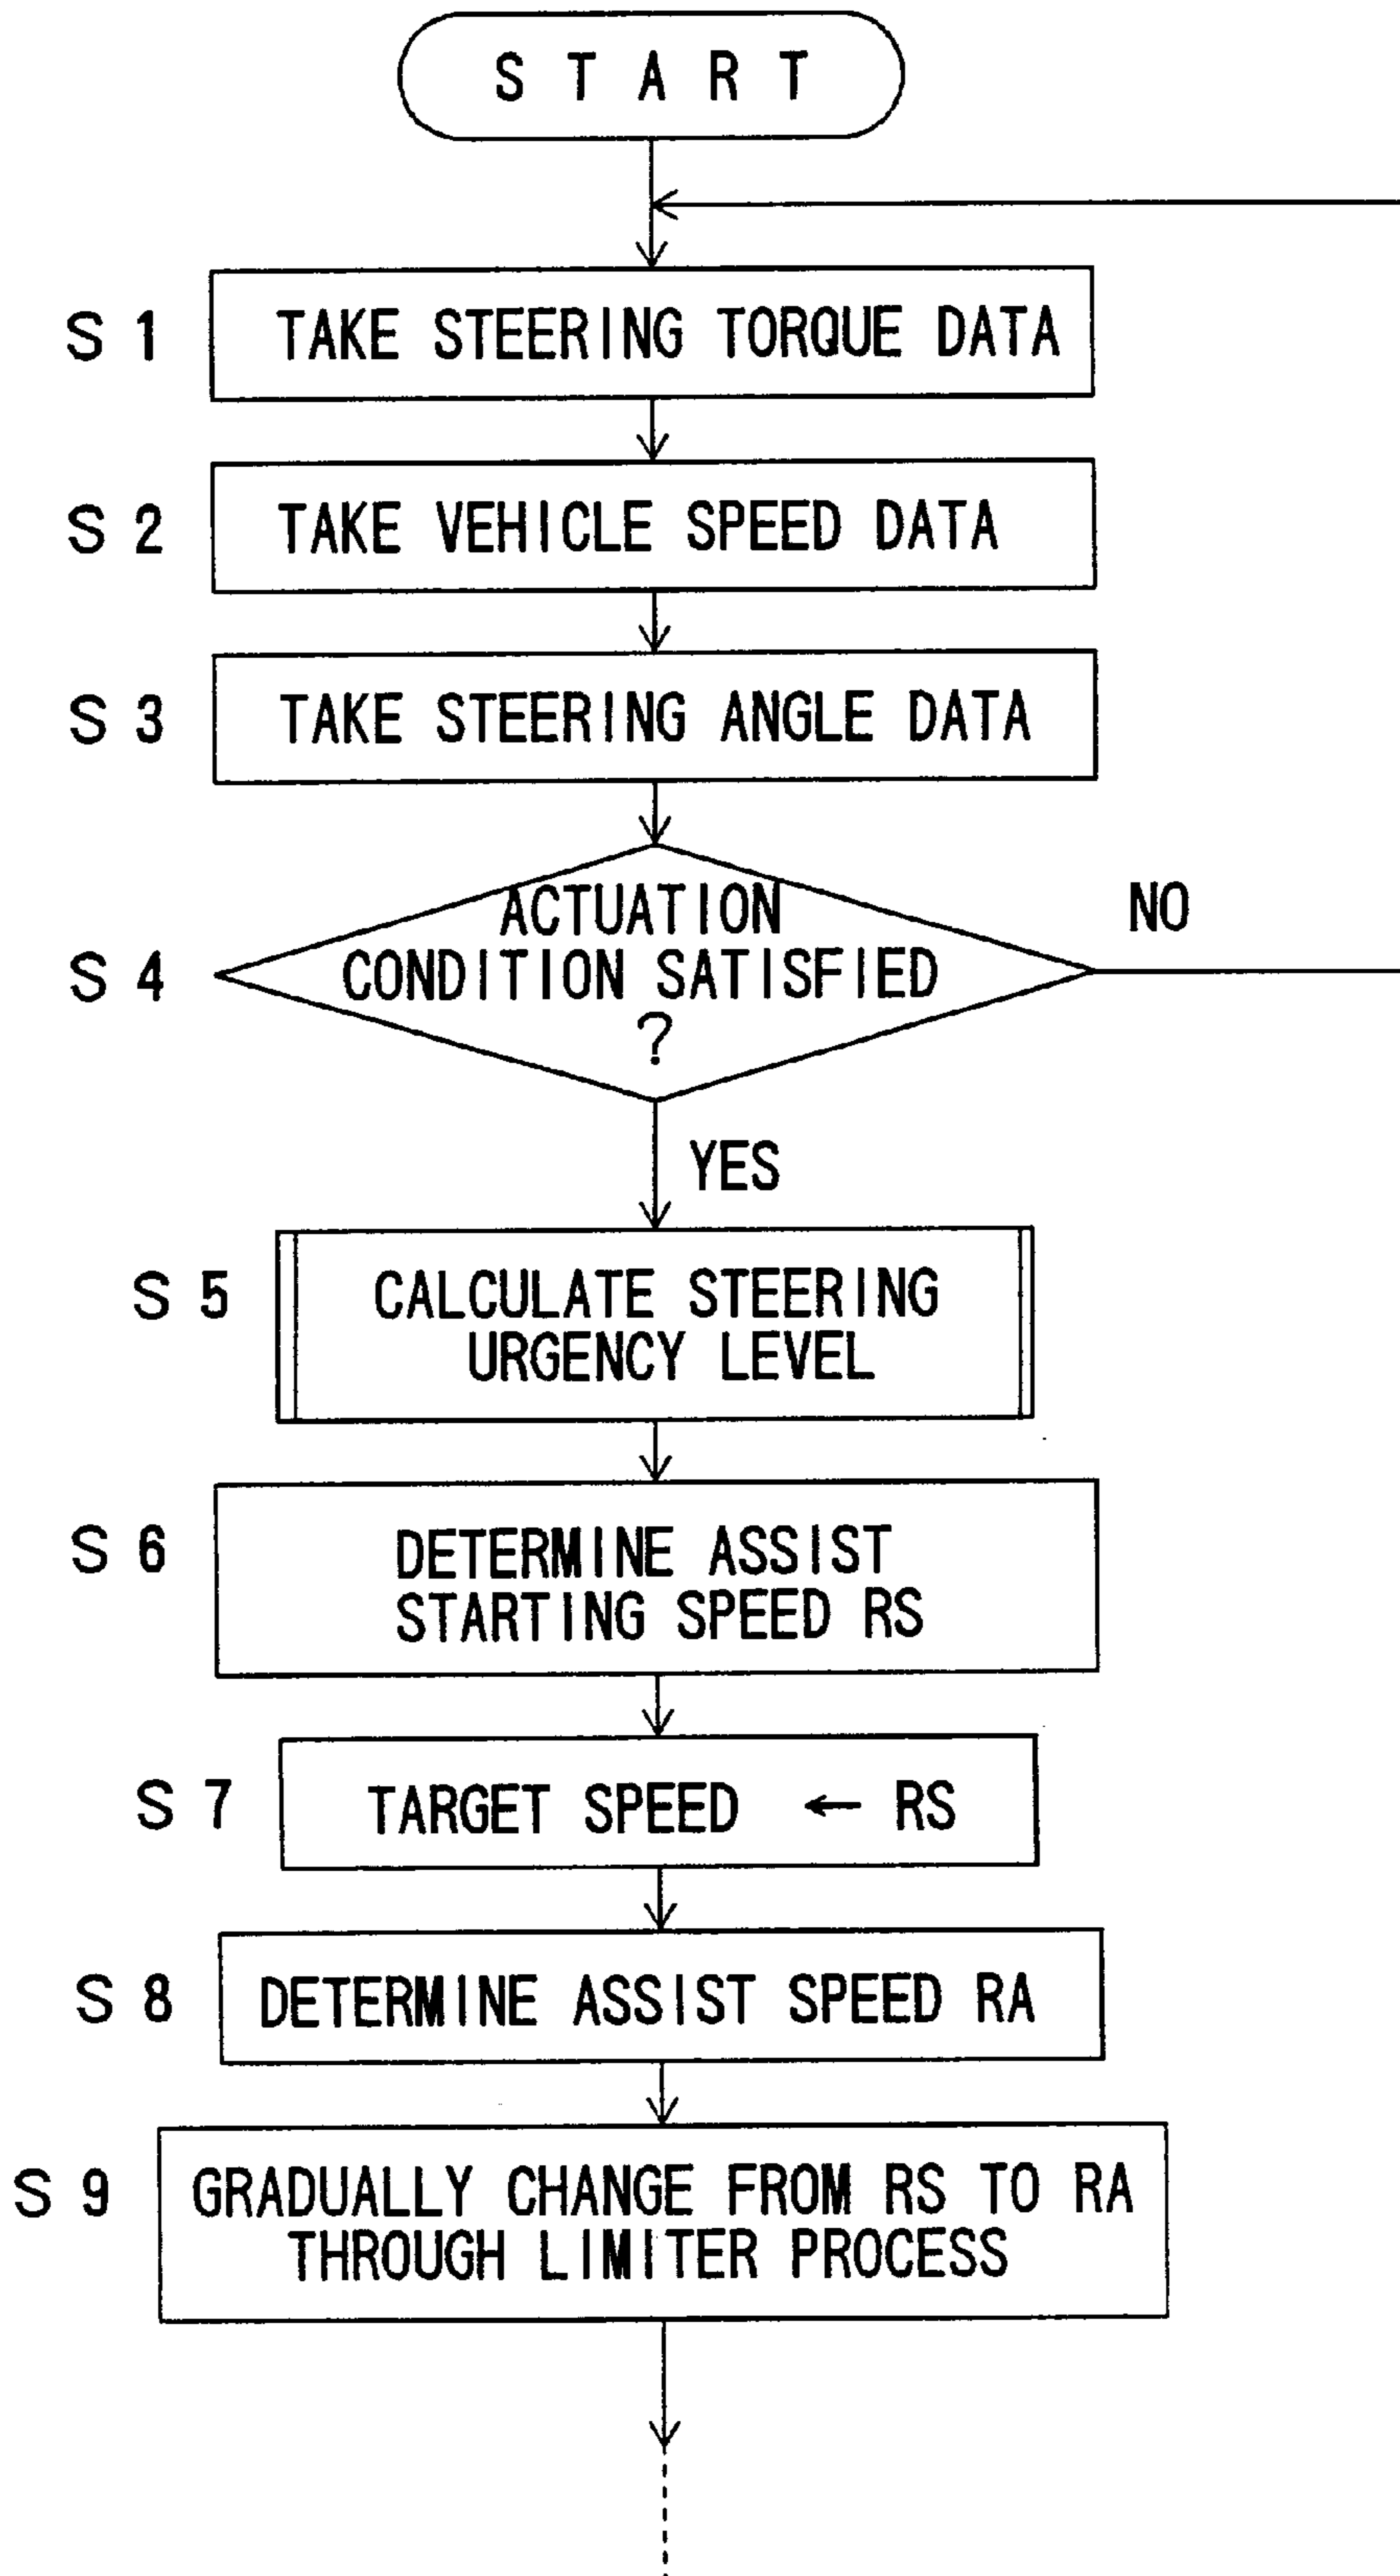 START
S1 TAKE STEERING TORQUE DATA
S2 TAKE VEHICLE SPEED DATA
S3 TAKE STEERING ANGLE DATA
ACTUATION
NO
S4 CONDITION SATISFIED
?
YES
S5 CALCULATE STEERING
URGENCY LEVEL
S6 DETERMINE ASSIST
STARTING SPEED RS
S7 TARGET SPEED ← RS
S8 DETERMINE ASSIST SPEED RA
S9 GRADUALLY CHANGE FROM RS TO RA
THROUGH LIMITER PROCESS